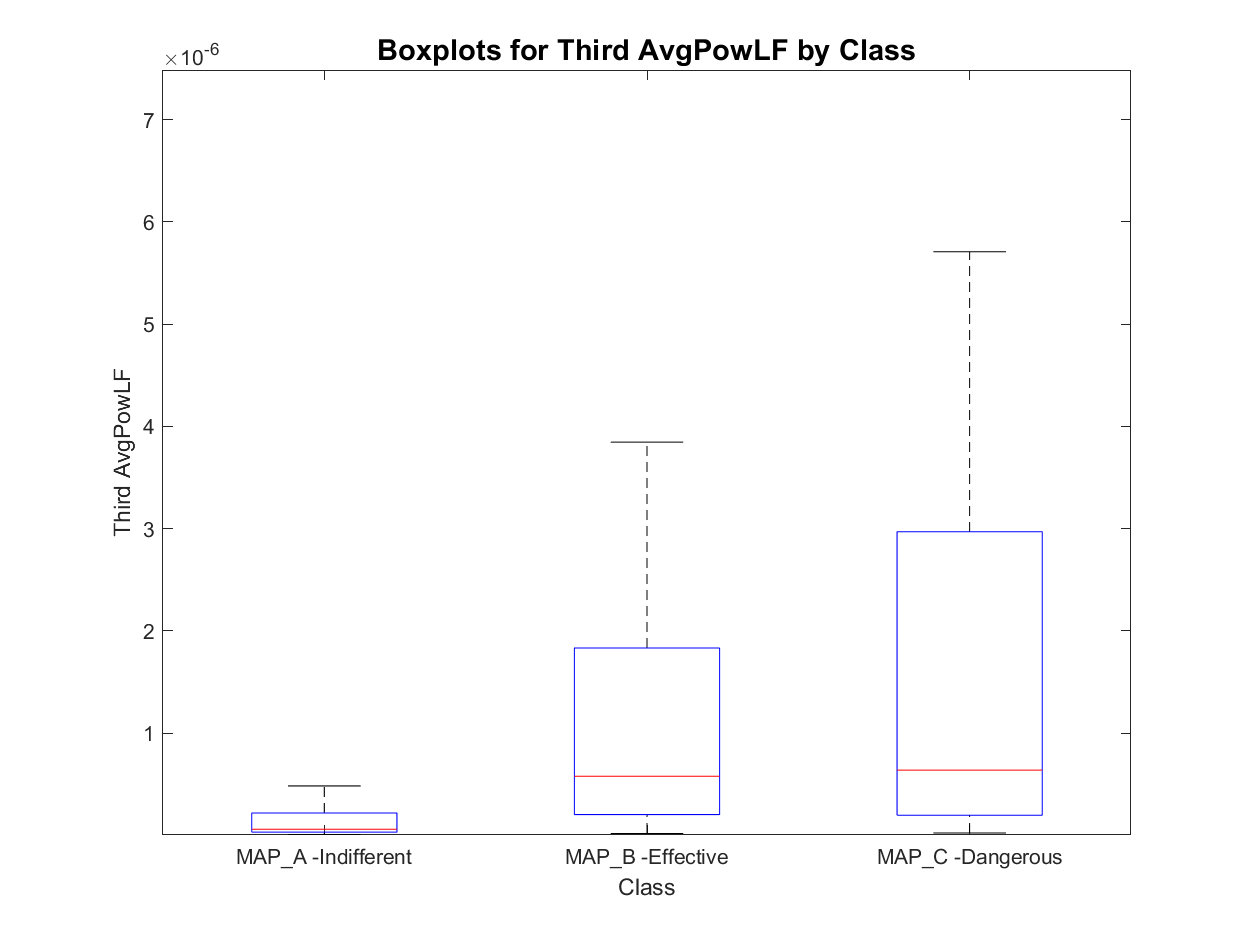 Boxplots for Third AvgPowLF by Class
×10-6
7
6
5
4
3
2
1
Third AvgPowLF
MAP_A -Indifferent
MAP_B -Effective
MAP_C -Dangerous
Class